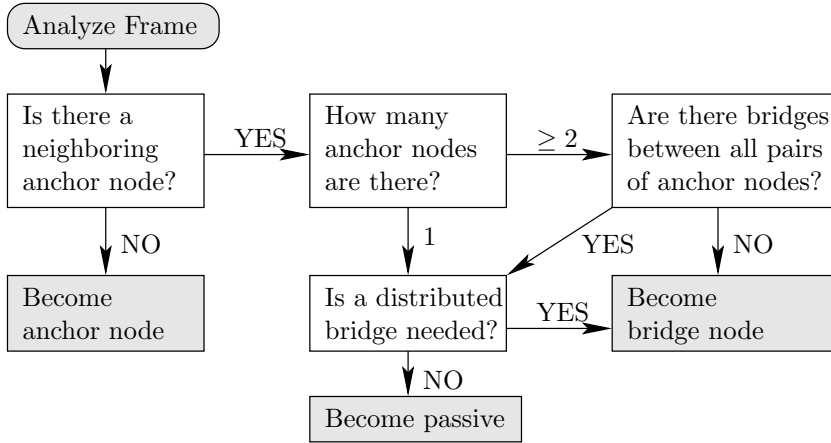 Analyze Frame
Is there a
neighboring
anchor node?
YES
How many
anchor nodes
are there?
≥ 2
Are there bridges
between all pairs
of anchor nodes?
NO
1
YES
NO
Become
anchor node
Is a distributed
bridge needed?
YES
Become
bridge node
NO
Become passive